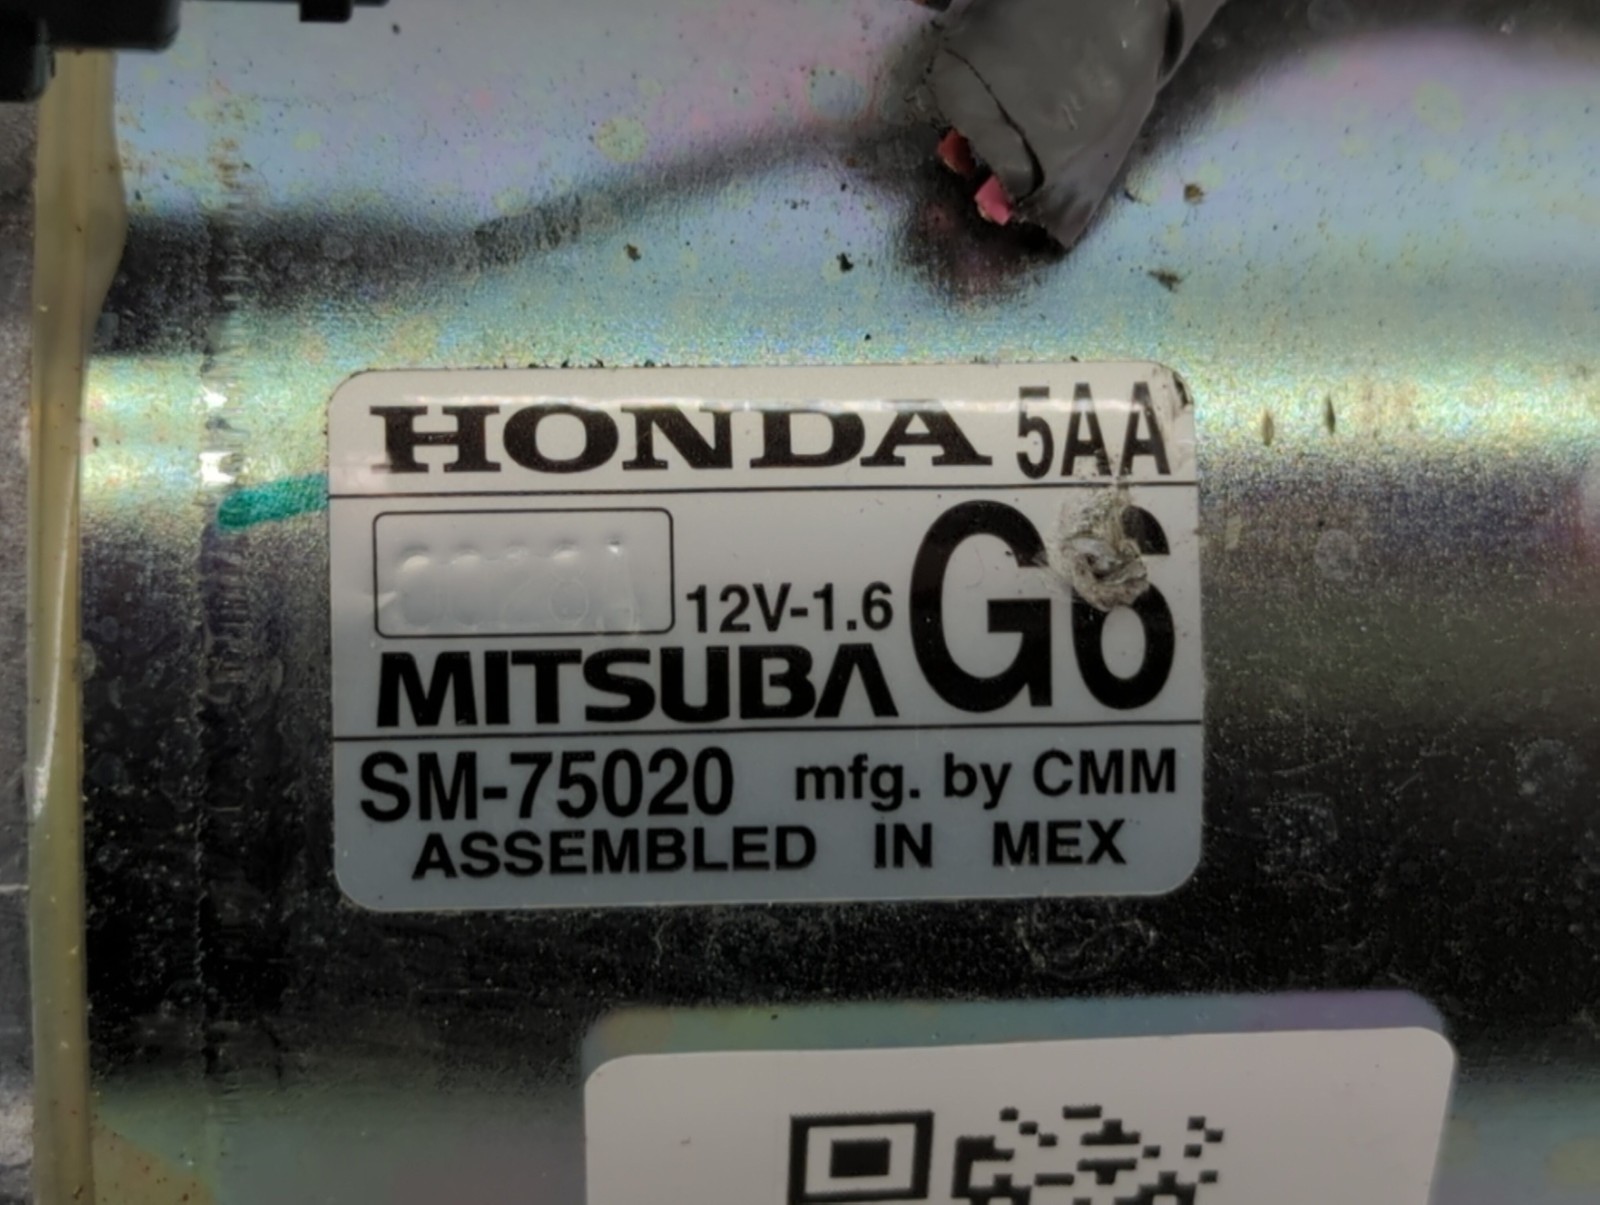 HONDA 5AA
12V-1.6 G6
MITSUBA
SM-75020 mfg. by CMM
ASSEMBLED IN MEX